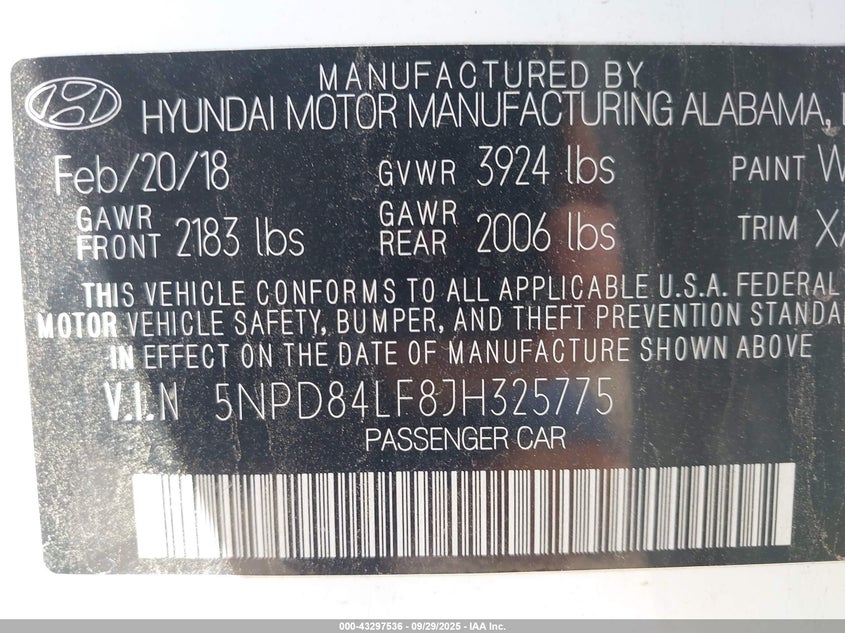 MANUFACTURED BY
HYUNDAI MOTOR MANUFACTURING ALABAMA,
Feb/20/18 GVWR 3924 lbs PAINT W
GAWR FRONT 2183 lbs GAWR REAR 2006 lbs TRIM X/
THIS VEHICLE CONFORMS TO ALL APPLICABLE U.S.A. FEDERAL
MOTOR VEHICLE SAFETY, BUMPER, AND THEFT PREVENTION STANDA
IN EFFECT ON THE DATE OF MANUFACTURE SHOWN ABOVE
V.I.N 5NPD84LF8JH325775
PASSENGER CAR
000-43297536 - 09/29/2025 - IAA Inc.